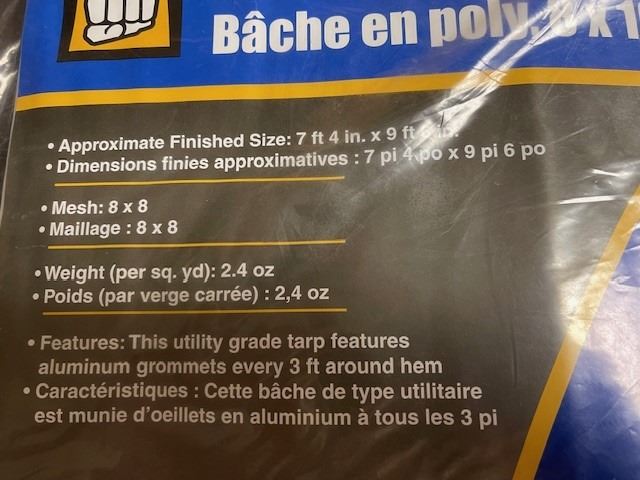 Bâche en poly,
• Approximate Finished Size: 7 ft 4 in. x 9 ft 6 in.
• Dimensions finies approximatives : 7 pi 4 po x 9 pi 6 po
• Mesh: 8 x 8
• Maillage : 8 x 8
• Weight (per sq. yd): 2.4 oz
• Poids (par verge carrée) : 2,4 oz
• Features: This utility grade tarp features
aluminum grommets every 3 ft around hem
• Caractéristiques : Cette bâche de type utilitaire
est munie d'oeillets en aluminium à tous les 3 pi